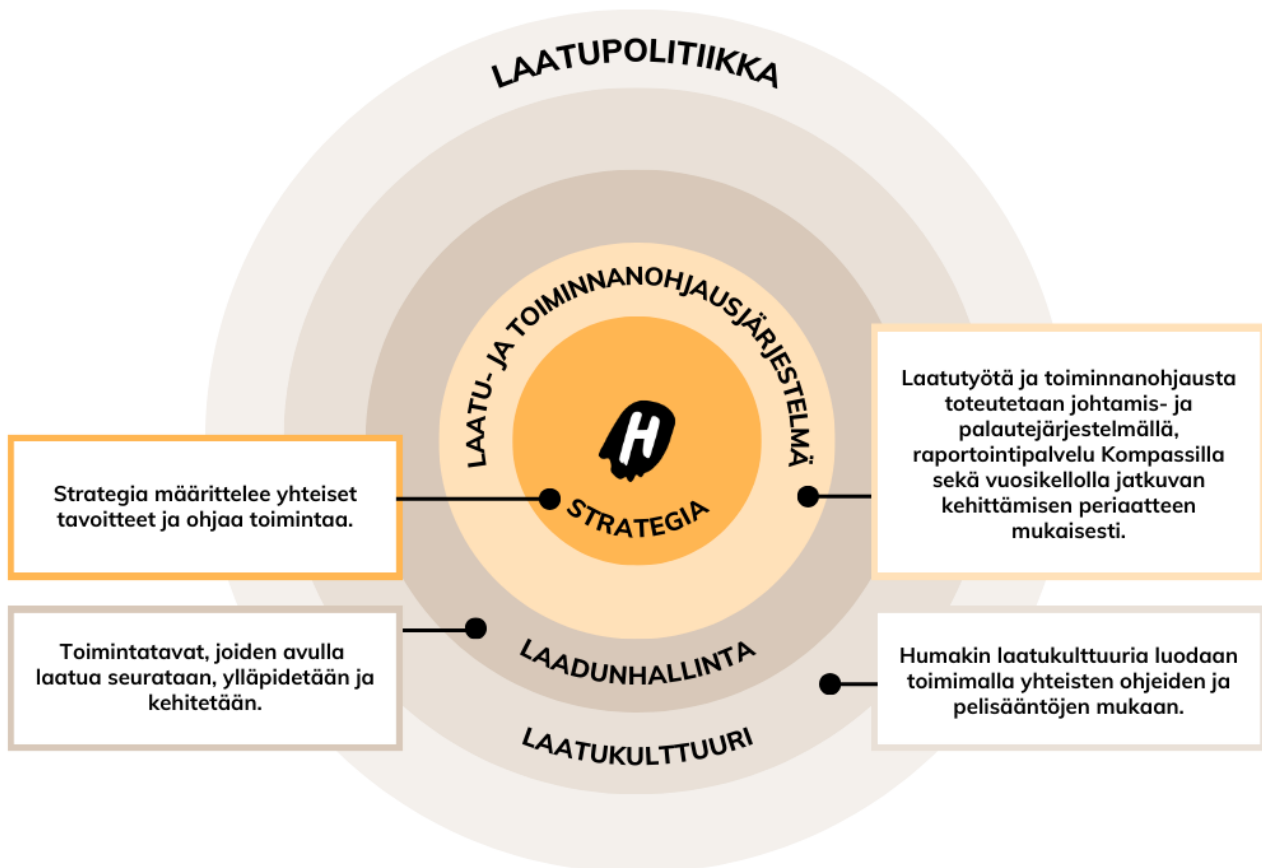 LAATUPOLITIIKKA
LAATU- JA TOIMINNANOHJAUSJÄRJESTELMÄ
H
STRATEGIA
LAADUNHALLINTA
LAATUKULTTUURI
Strategia määrittelee yhteiset
tavoitteet ja ohjaa toimintaa.
Laatutyötä ja toiminnanohjausta
toteutetaan johtamis- ja
palautejärjestelmällä,
raportointipalvelu Kompassilla
sekä vuosikellolla jatkuvan
kehittämisen periaatteen
mukaisesti.
Toimintatavat, joiden avulla
laatua seurataan, ylläpidetään ja
kehitetään.
Humakin laatukulttuuria luodaan
toimimalla yhteisten ohjeiden ja
pelisääntöjen mukaan.